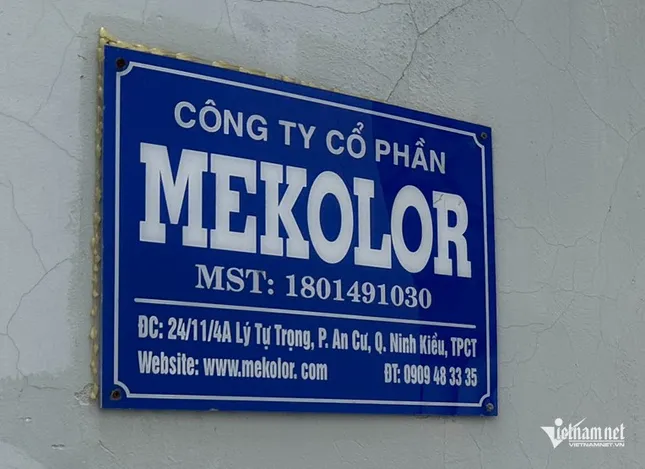 CÔNG TY CỔ PHẦN
MEKOLOR
MST: 1801491030
ĐC: 24/11/4A Lý Tự Trọng, P. An Cư, Q. Ninh Kiều, TPCT
Website: www.mekolor. com ĐT: 0909 48 33 35
vietnamnet
VIETNAMNET.VN